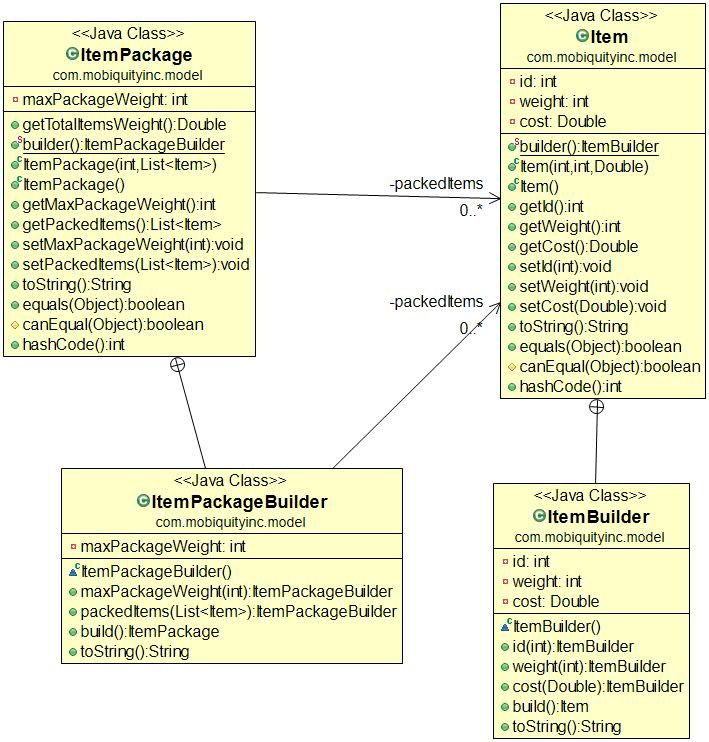 <<Java Class>>
ItemPackage
com.mobiquityinc.model
maxPackageWeight: int
getTotalItemsWeight():Double
builder():ItemPackageBuilder
ItemPackage(int,List<Item>)
ItemPackage()
getMaxPackageWeight():int
getPackedItems():List<Item>
setMaxPackageWeight(int):void
setPackedItems(List<Item>):void
toString():String
equals(Object):boolean
canEqual(Object):boolean
hashCode():int
-packedItems
0..*
-packedItems
0..*
<<Java Class>>
Item
com.mobiquityinc.model
id: int
weight: int
cost: Double
builder():ItemBuilder
Item(int,int,Double)
Item()
getId():int
getWeight():int
getCost():Double
setId(int):void
setWeight(int):void
setCost(Double):void
toString():String
equals(Object):boolean
canEqual(Object):boolean
hashCode():int
<<Java Class>>
ItemPackageBuilder
com.mobiquityinc.model
maxPackageWeight: int
ItemPackageBuilder()
maxPackageWeight(int):ItemPackageBuilder
packedItems(List<Item>):ItemPackageBuilder
build():ItemPackage
toString():String
<<Java Class>>
ItemBuilder
com.mobiquityinc.model
id: int
weight: int
cost: Double
ItemBuilder()
id(int):ItemBuilder
weight(int):ItemBuilder
cost(Double):ItemBuilder
build():Item
toString():String